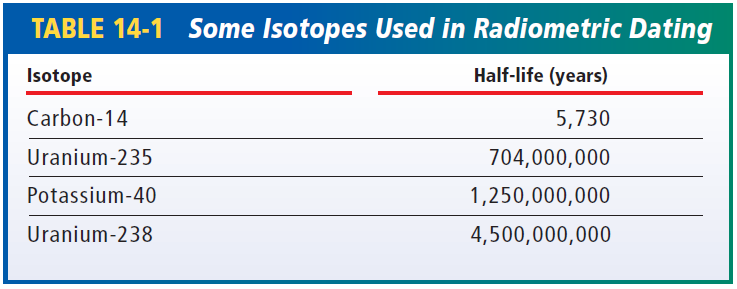 TABLE 14-1 Some Isotopes Used in Radiometric Dating
Isotope Half-life (years)
Carbon-14 5,730
Uranium-235 704,000,000
Potassium-40 1,250,000,000
Uranium-238 4,500,000,000